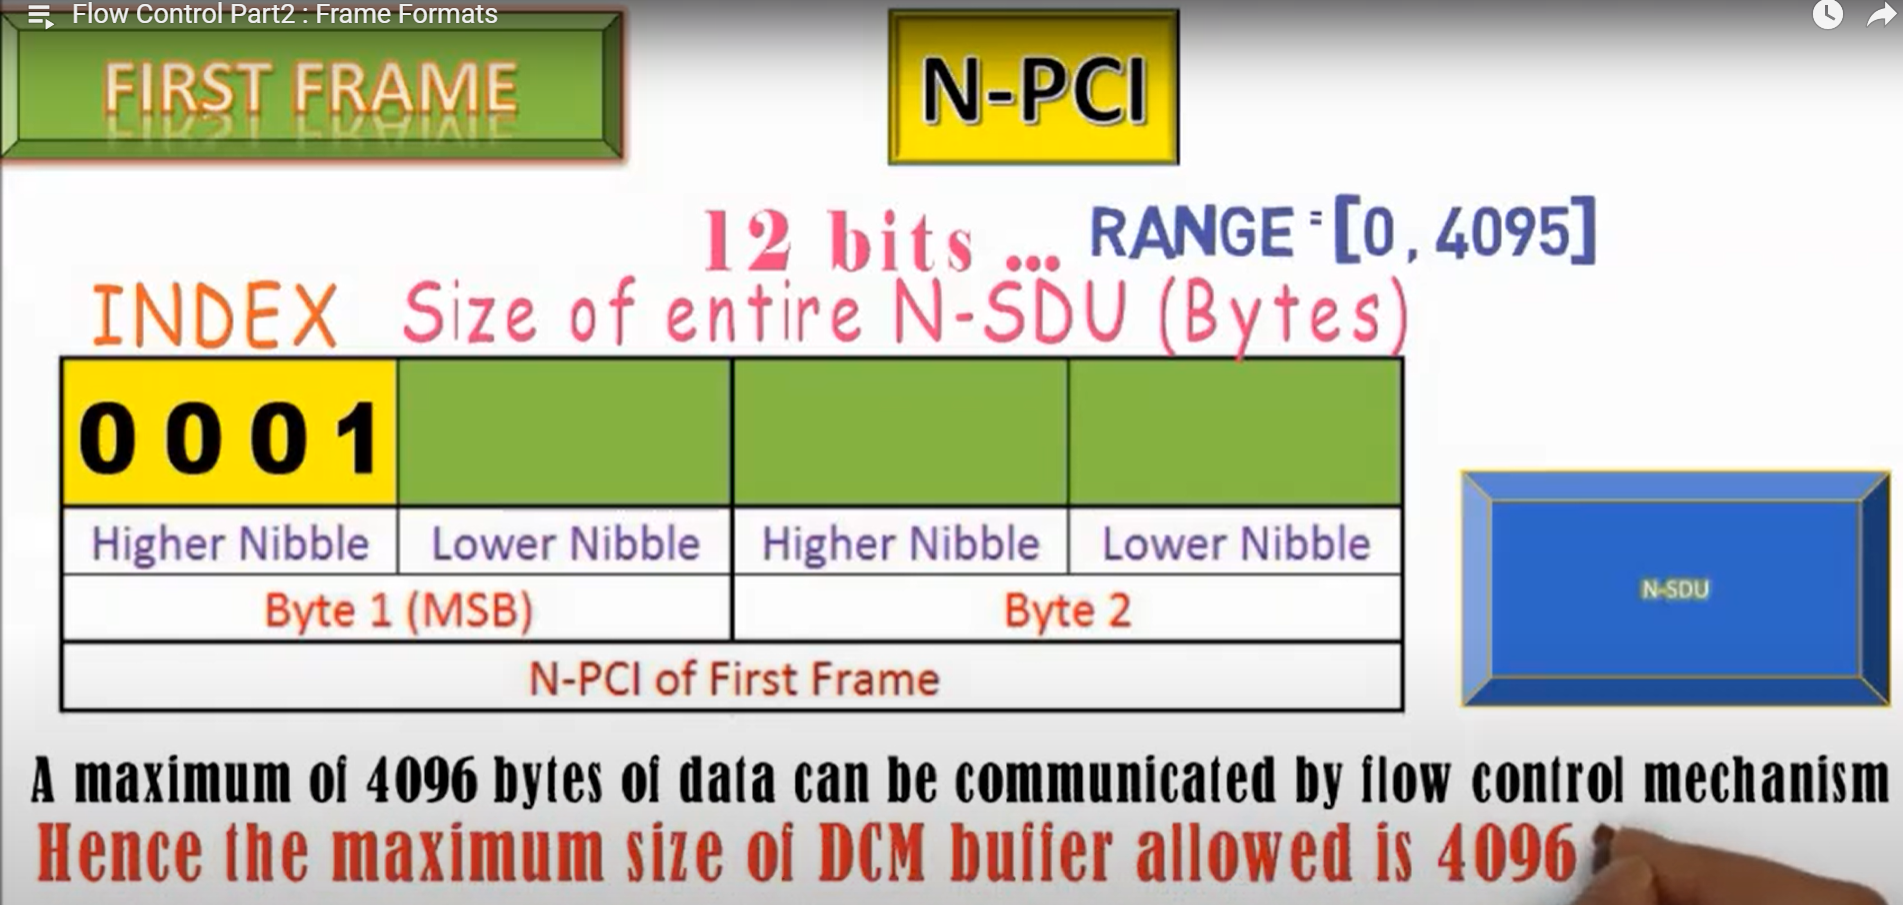 Flow Control Part2 : Frame Formats
FIRST FRAME
N-PCI
12 bits ... RANGE = [0 , 4095]
INDEX Size of entire N-SDU (Bytes)
0 0 0 1
Higher Nibble Lower Nibble Higher Nibble Lower Nibble
Byte 1 (MSB) Byte 2
N-PCI of First Frame
N-SDU
A maximum of 4096 bytes of data can be communicated by flow control mechanism
Hence the maximum size of DCM buffer allowed is 4096